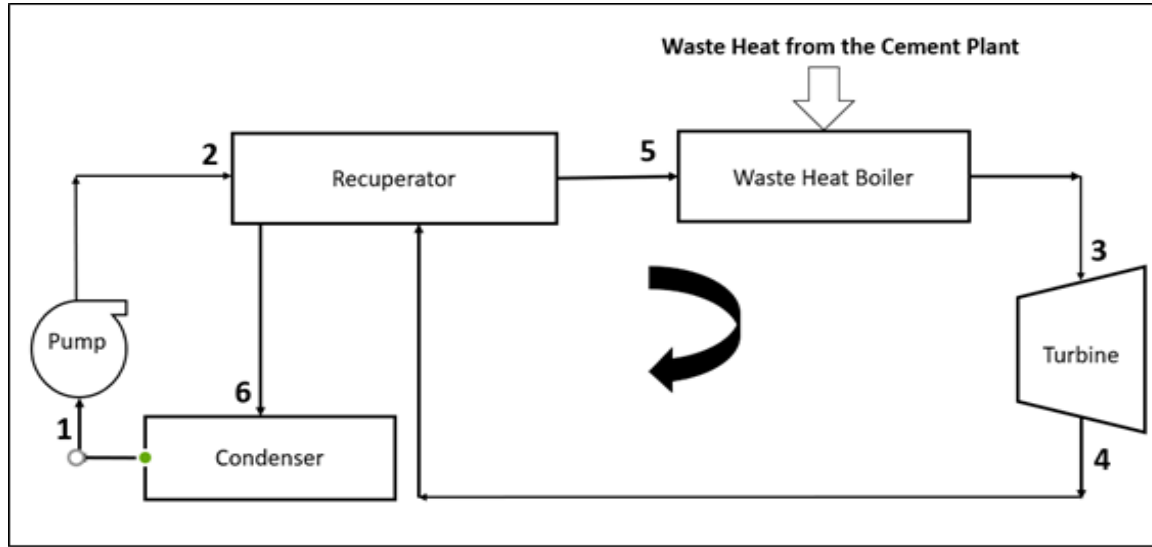 Waste Heat from the Cement Plant
2
Recuperator
5
Waste Heat Boiler
3
Pump
Turbine
6
1
Condenser
4